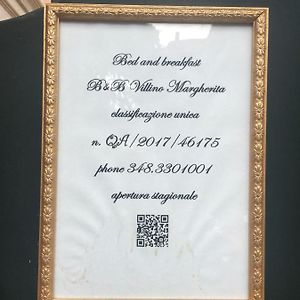 Bed and breakfast
B&B Villino Margherita
classificazione unica
n. QA/2017/46175
phone 348.3301001
apertura stagionale